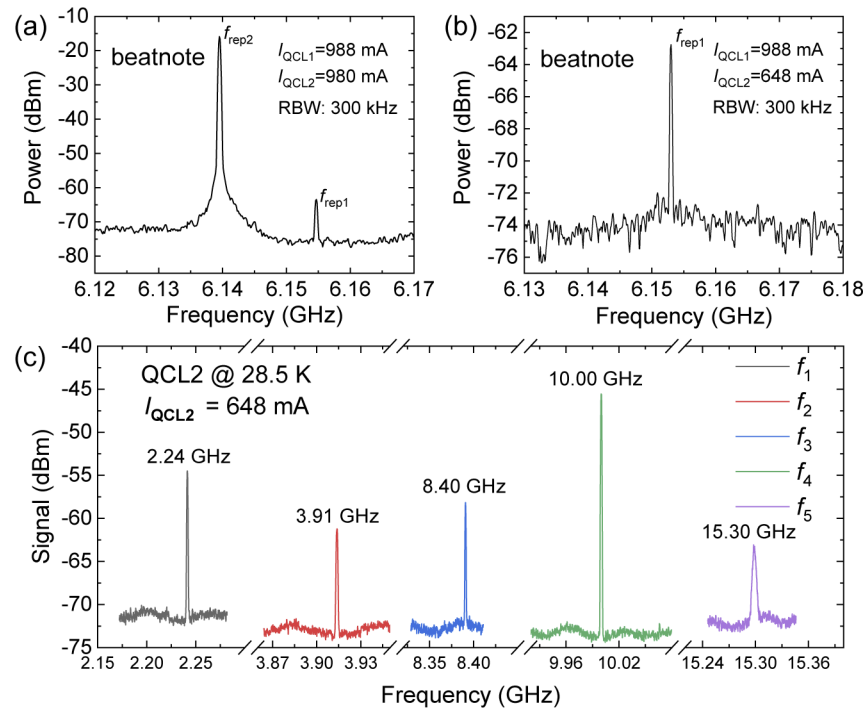 (a)
-10
-20
-30
-40
-50
-60
-70
-80
Power (dBm)
beatnote
f_rep2
f_rep1
I_QCL1=988 mA
I_QCL2=980 mA
RBW: 300 kHz
6.12 6.13 6.14 6.15 6.16 6.17
Frequency (GHz)
(b)
-62
-64
-66
-68
-70
-72
-74
-76
Power (dBm)
beatnote
f_rep1
I_QCL1=988 mA
I_QCL2=648 mA
RBW: 300 kHz
6.13 6.14 6.15 6.16 6.17 6.18
Frequency (GHz)
(c)
-40
-45
-50
-55
-60
-65
-70
-75
Signal (dBm)
QCL2 @ 28.5 K
I_QCL2 = 648 mA
2.24 GHz
3.91 GHz
8.40 GHz
10.00 GHz
15.30 GHz
f_1
f_2
f_3
f_4
f_5
2.15 2.20 2.25 3.87 3.90 3.93 8.35 8.40 9.96 10.02 15.24 15.30 15.36
Frequency (GHz)